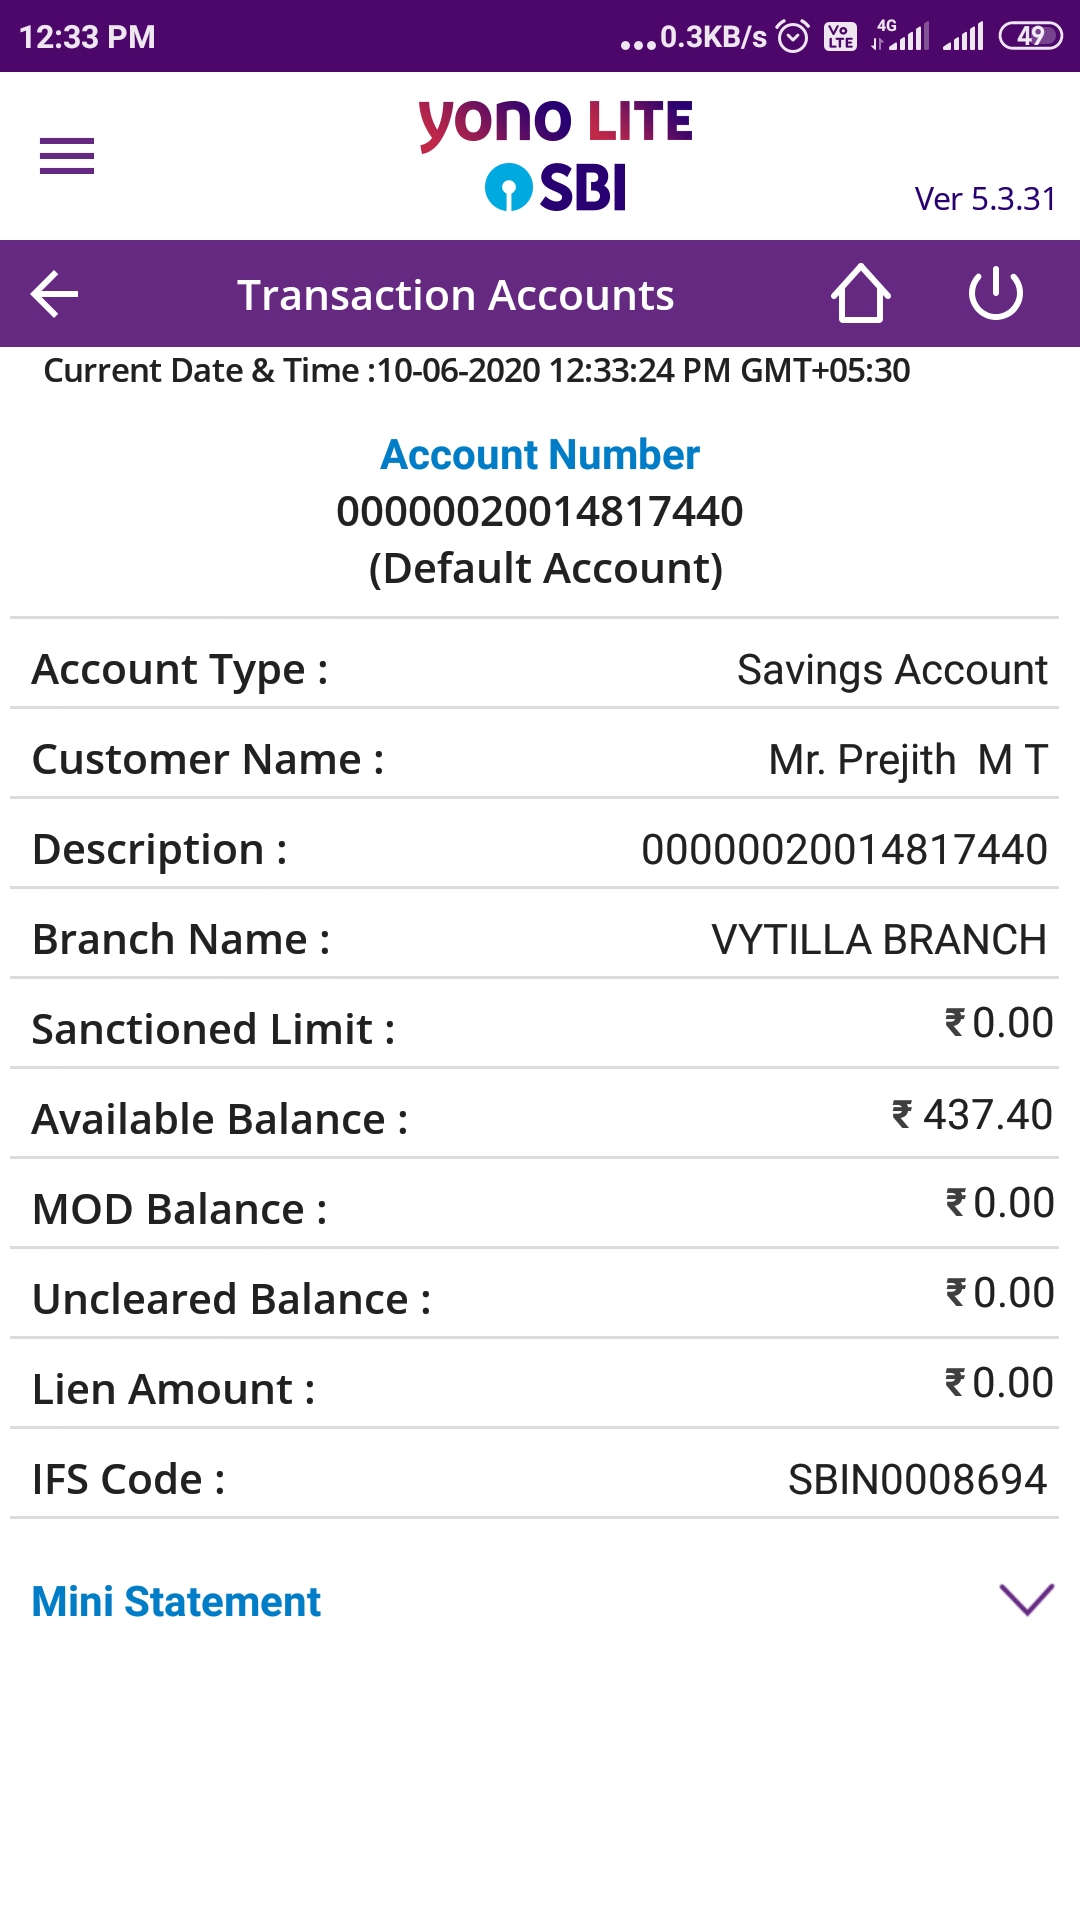 12:33 PM ...0.3KB/s Vo LTE 4G 49
yono LITE
SBI
Ver 5.3.31
Transaction Accounts
Current Date & Time :10-06-2020 12:33:24 PM GMT+05:30
Account Number
00000020014817440
(Default Account)
Account Type : Savings Account
Customer Name : Mr. Prejith  M T
Description : 00000020014817440
Branch Name : VYTILLA BRANCH
Sanctioned Limit : ₹0.00
Available Balance : ₹ 437.40
MOD Balance : ₹0.00
Uncleared Balance : ₹0.00
Lien Amount : ₹0.00
IFS Code : SBIN0008694
Mini Statement